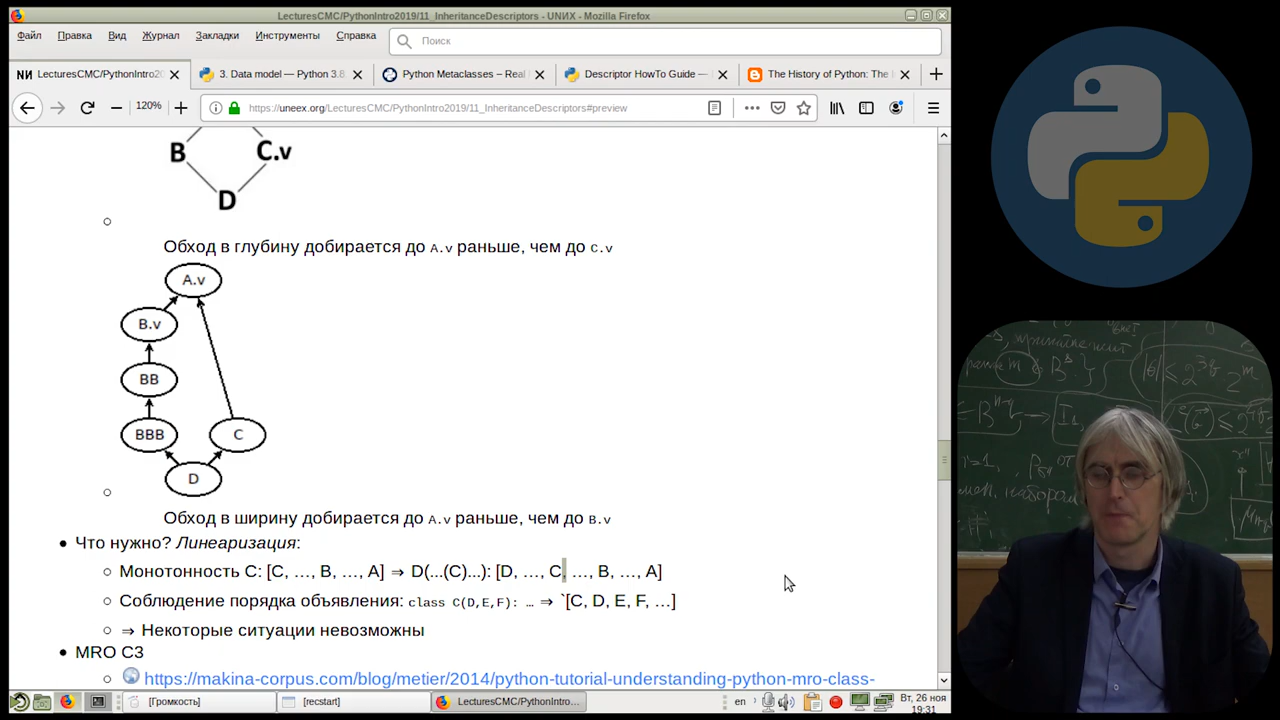 LecturesCMC/PythonIntro2019/11_InheritanceDescriptors - UNИX - Mozilla Firefox
Файл Правка Вид Журнал Закладки Инструменты Справка
Поиск
LecturesCMC/PythonIntro20
3. Data model — Python 3.8.
Python Metaclasses – Real
Descriptor HowTo Guide —
The History of Python: The I
120%
https://uneex.org/LecturesCMC/PythonIntro2019/11_InheritanceDescriptors#preview
B C.v
D
Обход в глубину добирается до A.v раньше, чем до C.v
A.v
B.v
BB
BBB C
D
Обход в ширину добирается до A.v раньше, чем до B.v
Что нужно? Линеаризация:
Монотонность C: [C, …, B, …, A] ⇒ D(...(C)...): [D, …, C, …, B, …, A]
Соблюдение порядка объявления: class C(D,E,F): … ⇒ `[C, D, E, F, …]
⇒ Некоторые ситуации невозможны
MRO C3
https://makina-corpus.com/blog/metier/2014/python-tutorial-understanding-python-mro-class-
[Громкость]
[recstart]
LecturesCMC/PythonIntro…
en
Вт, 26 ноя
19:31